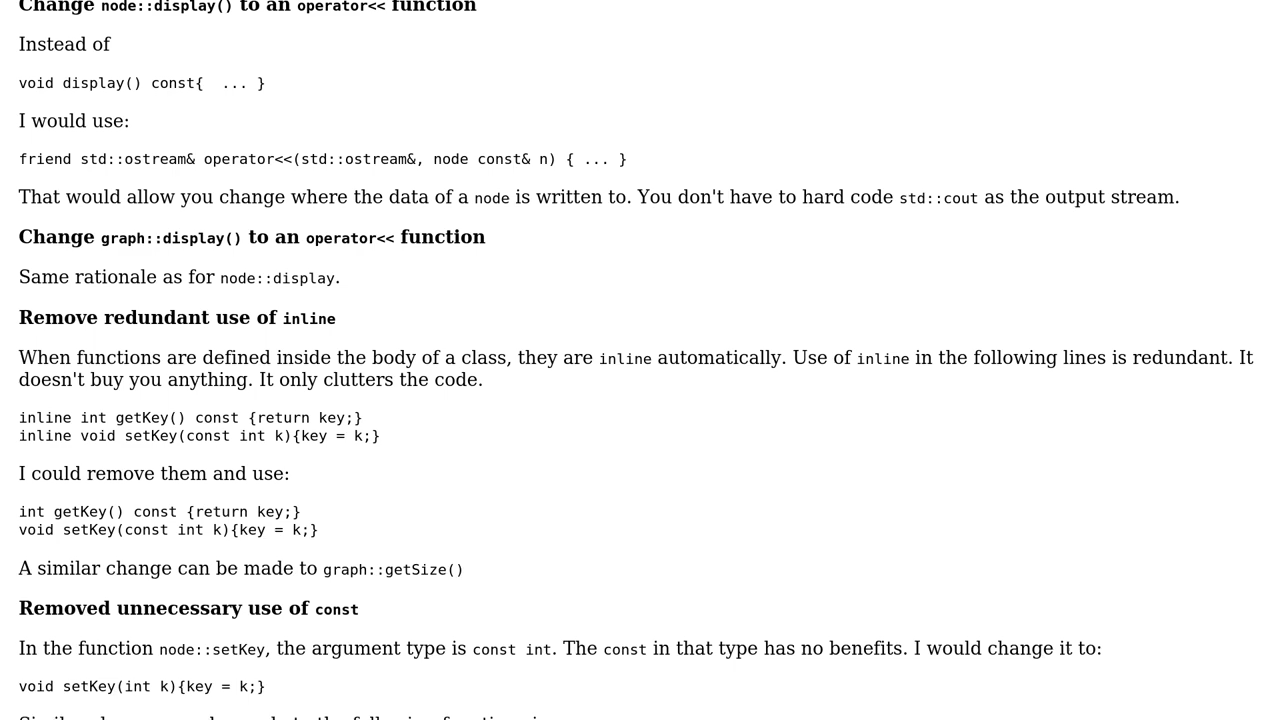 Change node::display() to an operator<< function
Instead of
void display() const{  ... }
I would use:
friend std::ostream& operator<<(std::ostream&, node const& n) { ... }
That would allow you change where the data of a node is written to. You don't have to hard code std::cout as the output stream.
Change graph::display() to an operator<< function
Same rationale as for node::display.
Remove redundant use of inline
When functions are defined inside the body of a class, they are inline automatically. Use of inline in the following lines is redundant. It
doesn't buy you anything. It only clutters the code.
inline int getKey() const {return key;}
inline void setKey(const int k){key = k;}
I could remove them and use:
int getKey() const {return key;}
void setKey(const int k){key = k;}
A similar change can be made to graph::getSize()
Removed unnecessary use of const
In the function node::setKey, the argument type is const int. The const in that type has no benefits. I would change it to:
void setKey(int k){key = k;}